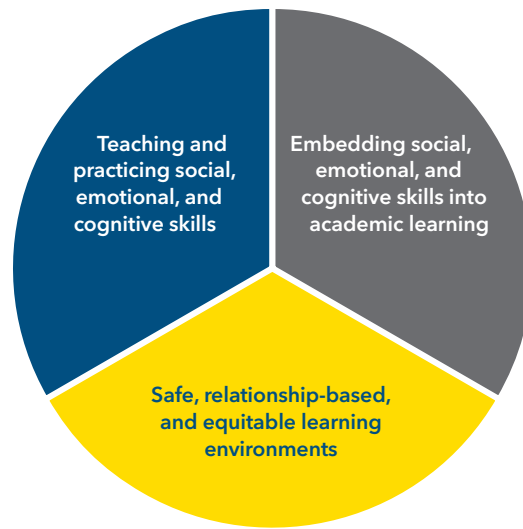 Teaching and
practicing social,
emotional, and
cognitive skills
Embedding social,
emotional, and
cognitive skills into
academic learning
Safe, relationship-based,
and equitable learning
environments